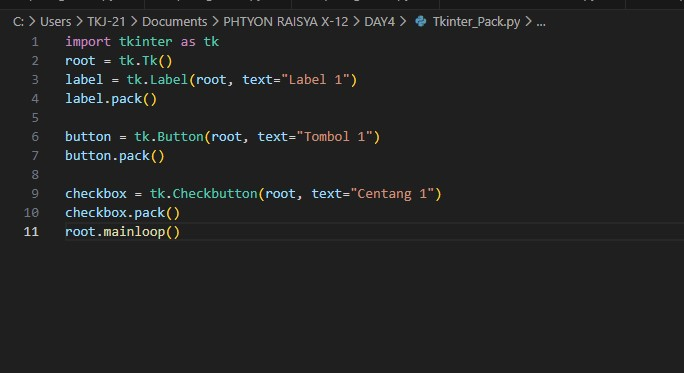 C: > Users > TKJ-21 > Documents > PHTYON RAISYA X-12 > DAY4 > Tkinter_Pack.py > ...
1 import tkinter as tk
2 root = tk.Tk()
3 label = tk.Label(root, text="Label 1")
4 label.pack()
5
6 button = tk.Button(root, text="Tombol 1")
7 button.pack()
8
9 checkbox = tk.Checkbutton(root, text="Centang 1")
10 checkbox.pack()
11 root.mainloop()